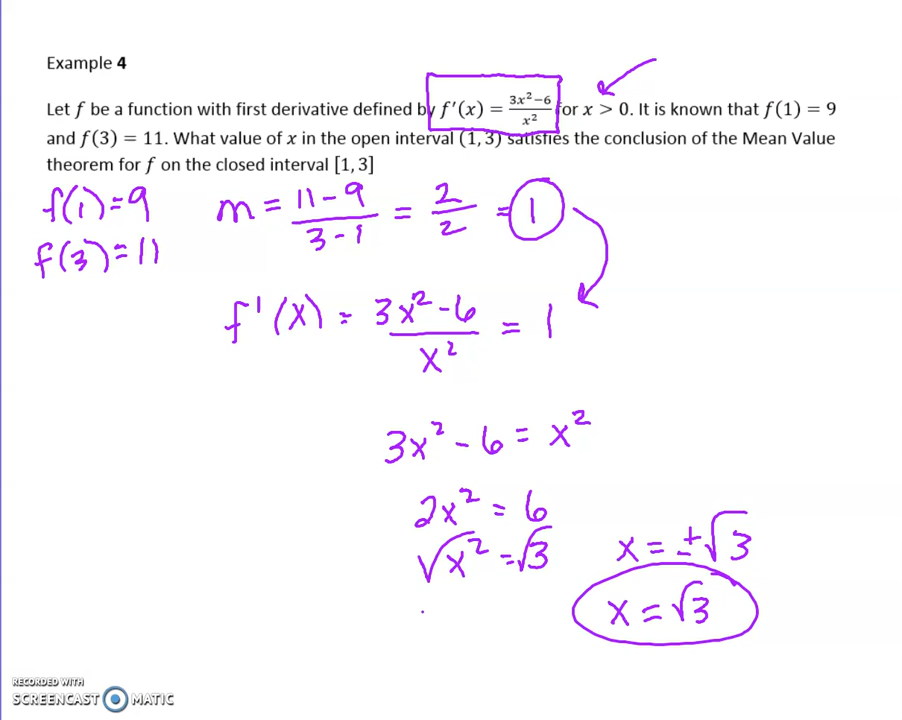 Example 4
Let f be a function with first derivative defined by f'(x) = (3x²−6)/x² for x > 0. It is known that f(1) = 9
and f(3) = 11. What value of x in the open interval (1, 3) satisfies the conclusion of the Mean Value
theorem for f on the closed interval [1, 3]
f(1)=9 m = (11-9)/(3-1) = 2/2 = 1
f(3)=11
f'(x) = (3x²-6)/x² = 1
3x²-6 = x²
2x² = 6
√x² = √3 x = ±√3
x = √3
RECORDED WITH
SCREENCAST MATIC